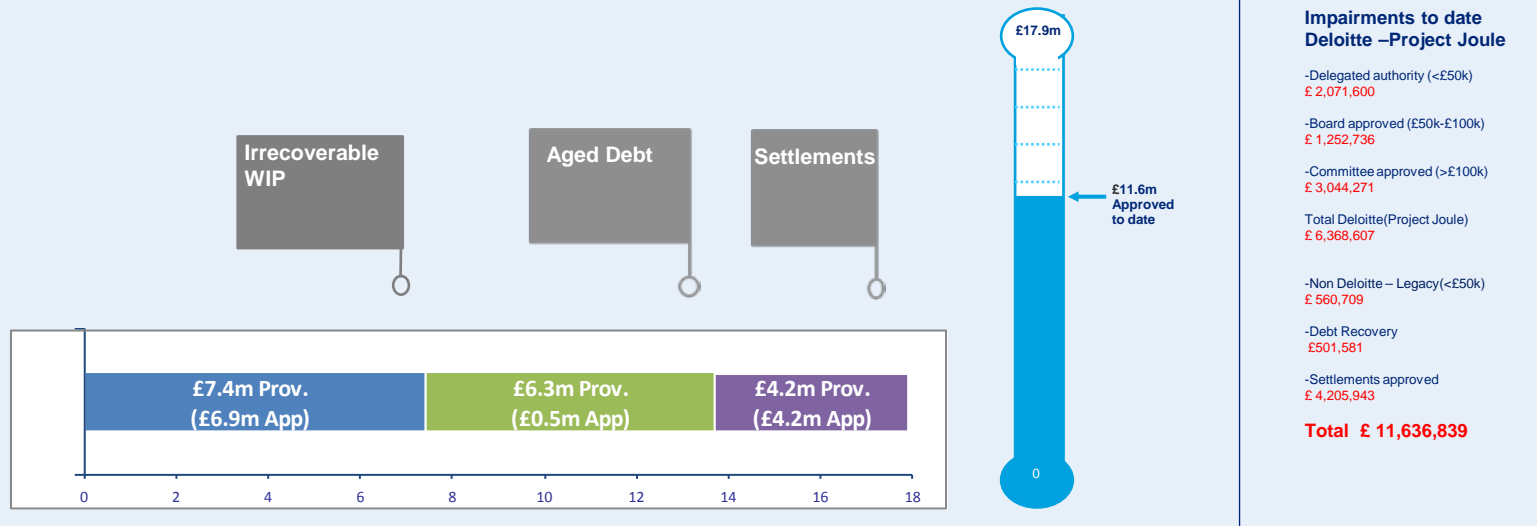 Irrecoverable
WIP
Aged Debt
Settlements
£7.4m Prov.
(£6.9m App)
£6.3m Prov.
(£0.5m App)
£4.2m Prov.
(£4.2m App)
0 2 4 6 8 10 12 14 16 18
£17.9m
£11.6m
Approved
to date
0
Impairments to date
Deloitte –Project Joule
-Delegated authority (<£50k)
£ 2,071,600
-Board approved (£50k-£100k)
£ 1,252,736
-Committee approved (>£100k)
£ 3,044,271
Total Deloitte(Project Joule)
£ 6,368,607
-Non Deloitte – Legacy(<£50k)
£ 560,709
-Debt Recovery
£501,581
-Settlements approved
£ 4,205,943
Total £ 11,636,839